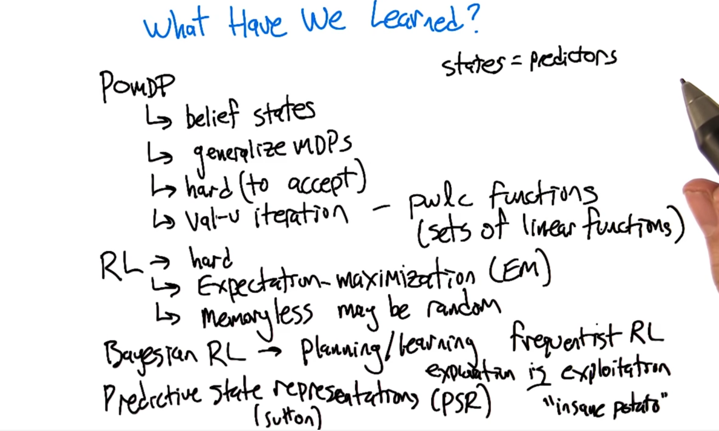 What Have We Learned?
states = predictors
POMDP
↳ belief states
↳ generalize MDPs
↳ hard (to accept)
↳ val-u iteration - pwlc functions
(sets of linear functions)
RL → hard
↳ Expectation-maximization (EM)
↳ memoryless may be random
Bayesian RL → planning/learning
frequentist RL
exploration is exploitation
Predictive state representations (PSR)
(Sutton)
"insane potato"